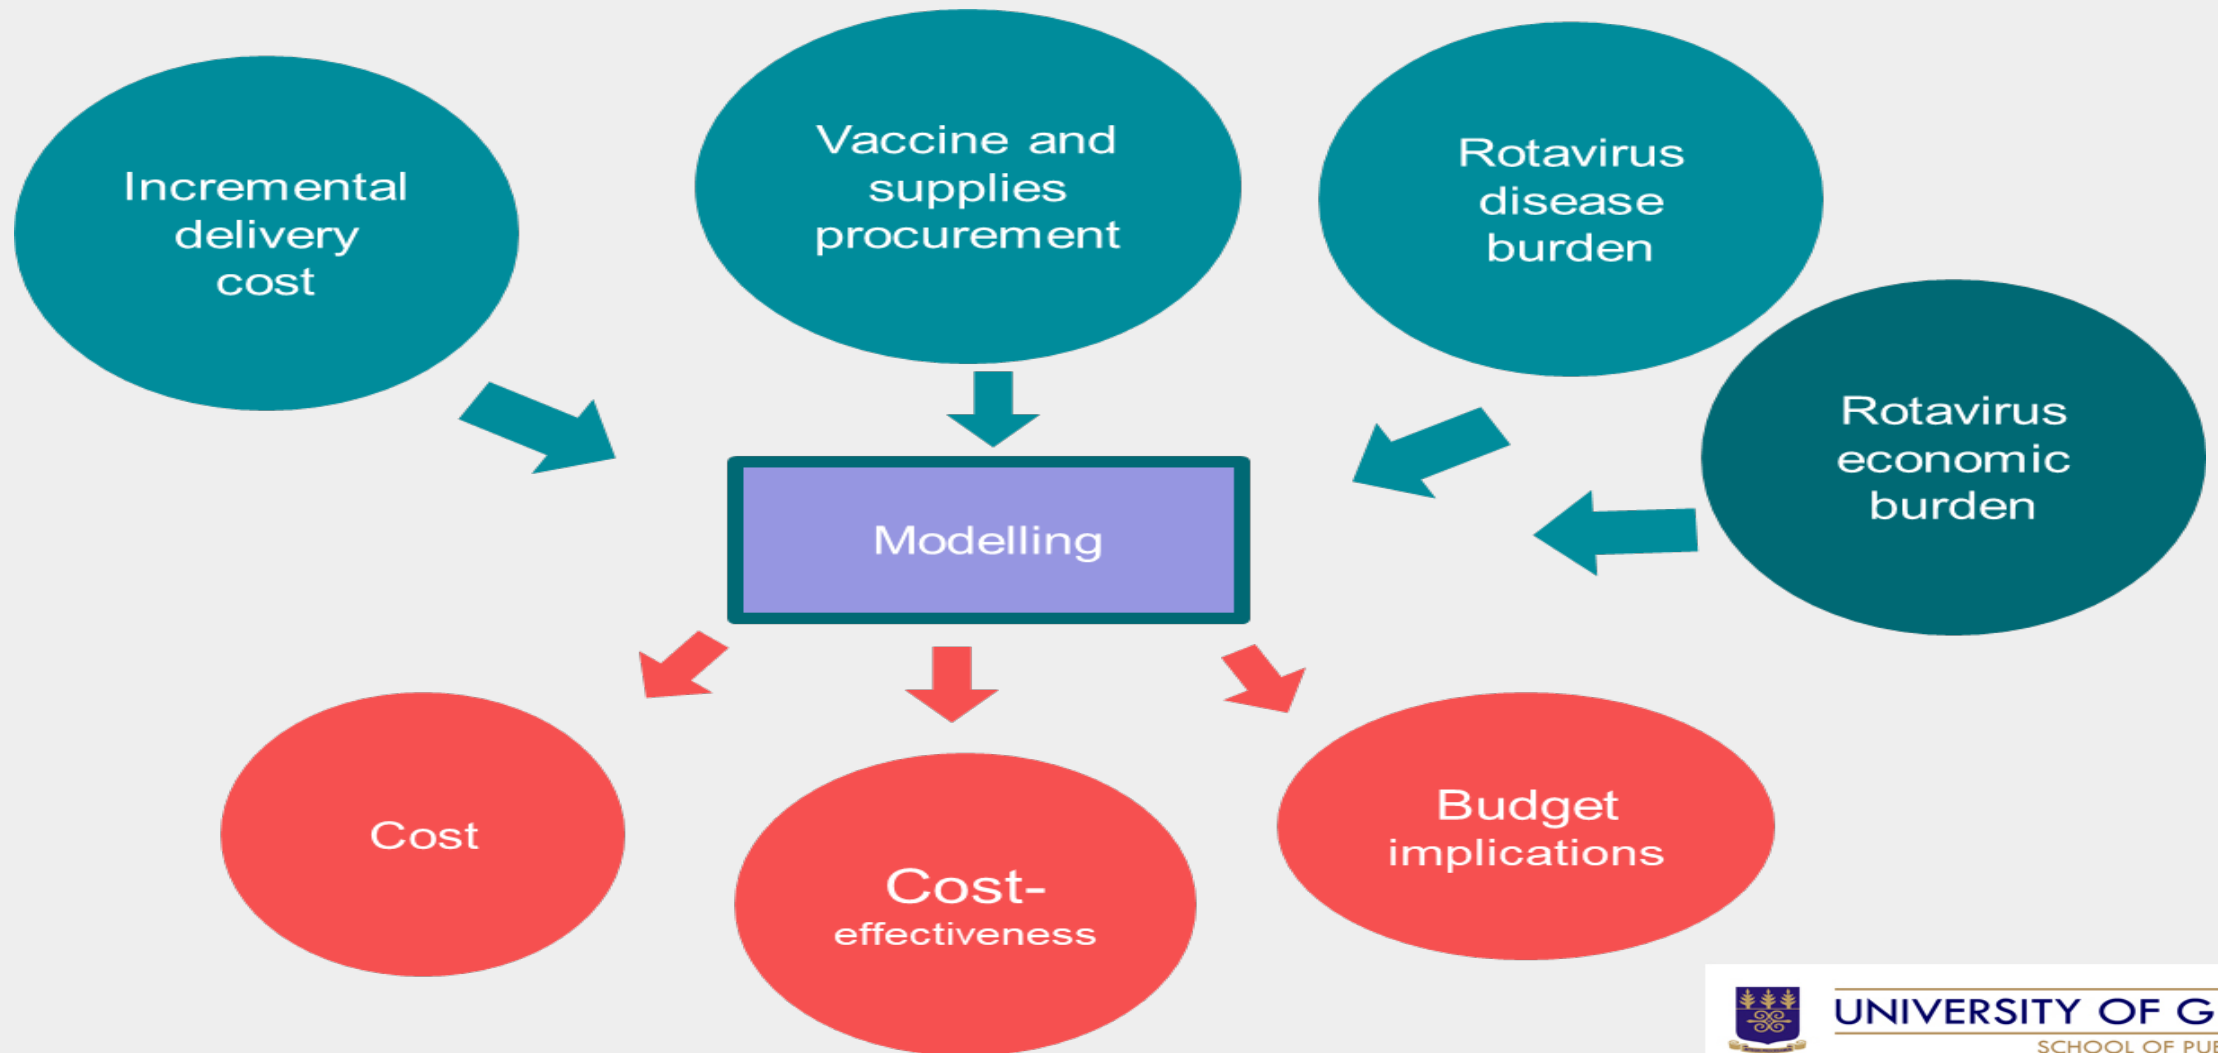 Incremental
delivery
cost
Vaccine and
supplies
procurement
Rotavirus
disease
burden
Rotavirus
economic
burden
Modelling
Cost
Cost-
effectiveness
Budget
implications
UNIVERSITY OF G
SCHOOL OF PUB